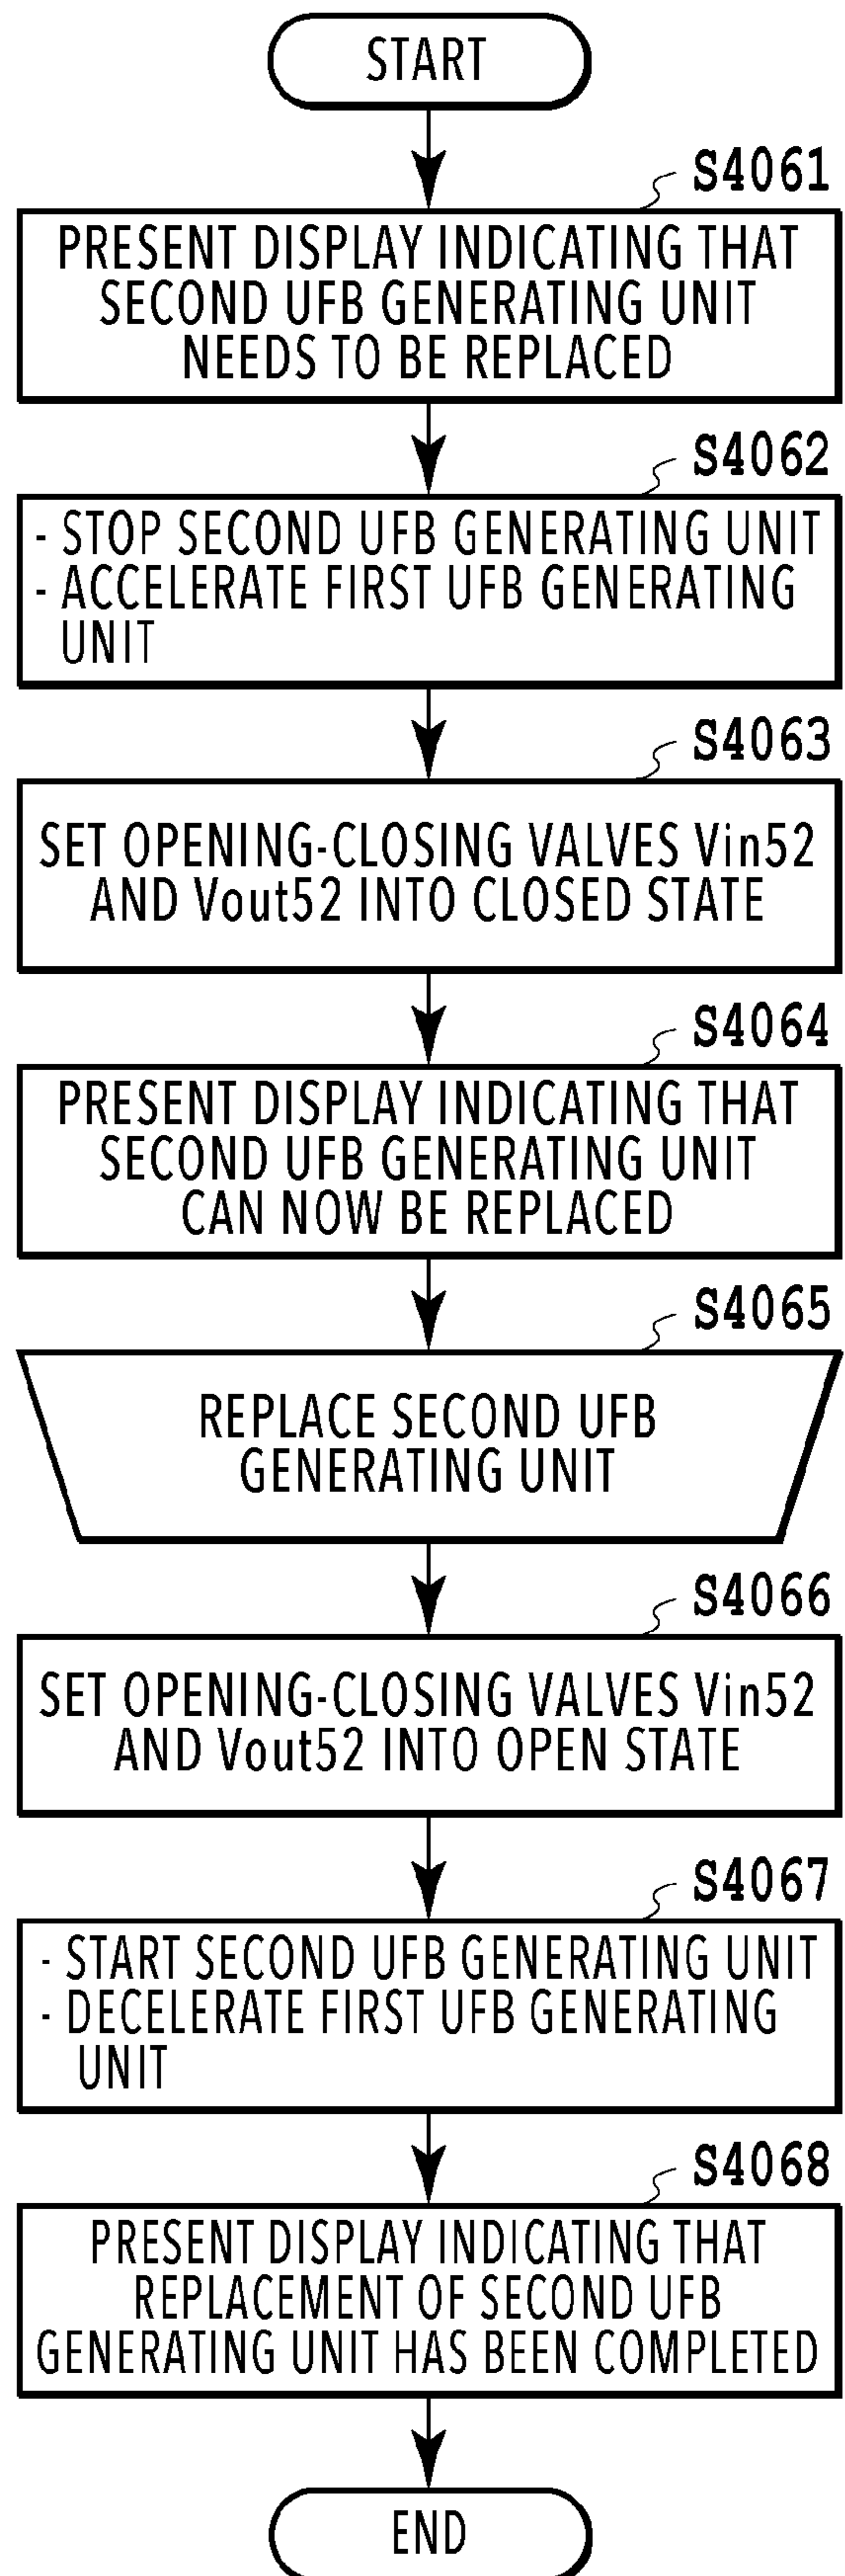 START
S4061
PRESENT DISPLAY INDICATING THAT
SECOND UFB GENERATING UNIT
NEEDS TO BE REPLACED
S4062
- STOP SECOND UFB GENERATING UNIT
- ACCELERATE FIRST UFB GENERATING
UNIT
S4063
SET OPENING-CLOSING VALVES Vin52
AND Vout52 INTO CLOSED STATE
S4064
PRESENT DISPLAY INDICATING THAT
SECOND UFB GENERATING UNIT
CAN NOW BE REPLACED
S4065
REPLACE SECOND UFB
GENERATING UNIT
S4066
SET OPENING-CLOSING VALVES Vin52
AND Vout52 INTO OPEN STATE
S4067
- START SECOND UFB GENERATING UNIT
- DECELERATE FIRST UFB GENERATING
UNIT
S4068
PRESENT DISPLAY INDICATING THAT
REPLACEMENT OF SECOND UFB
GENERATING UNIT HAS BEEN COMPLETED
END